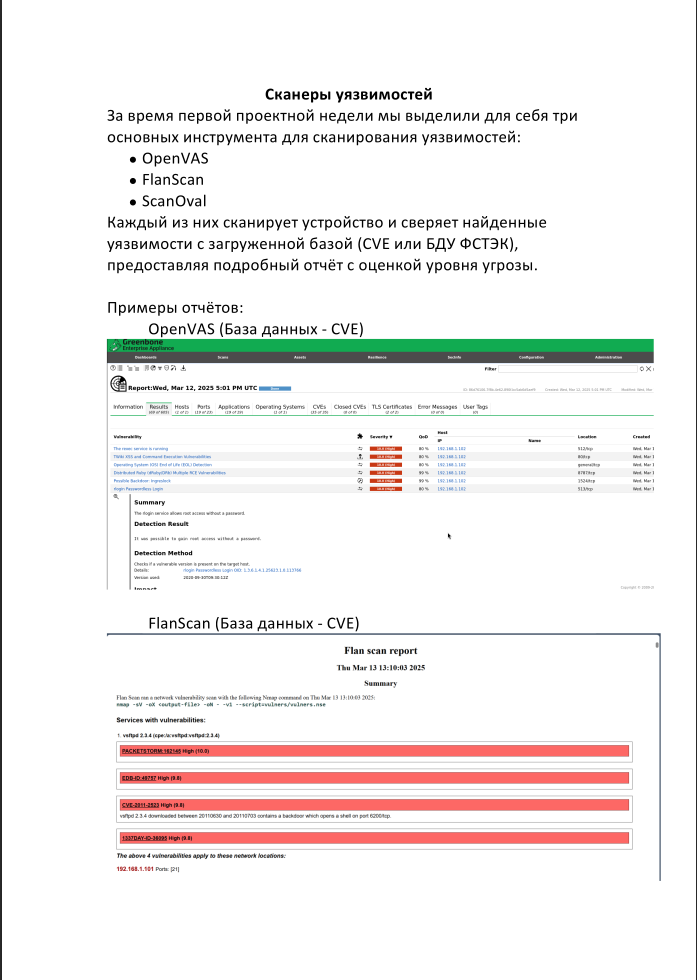 Сканеры уязвимостей
За время первой проектной недели мы выделили для себя три
основных инструмента для сканирования уязвимостей:
● OpenVAS
● FlanScan
● ScanOval
Каждый из них сканирует устройство и сверяет найденные
уязвимости с загруженной базой (CVE или БДУ ФСТЭК),
предоставляя подробный отчёт с оценкой уровня угрозы.
Примеры отчётов:
OpenVAS (База данных - CVE)
Greenbone
Enterprise Appliance
Dashboards Scans Assets Resilience SecInfo Configuration Administration
Filter
Report:Wed, Mar 12, 2025 5:01 PM UTC Done
Information Results Hosts Ports Applications Operating Systems CVEs Closed CVEs TLS Certificates Error Messages User Tags
Vulnerability Severity ▼ QoD Host IP Name Location Created
The rexec service is running 10.0 (High) 80 % 192.168.1.102 512/tcp Wed, Mar 1
TWiki XSS and Command Execution Vulnerabilities 10.0 (High) 80 % 192.168.1.102 80/tcp Wed, Mar 1
Operating System (OS) End of Life (EOL) Detection 10.0 (High) 80 % 192.168.1.102 general/tcp Wed, Mar 1
Distributed Ruby (dRuby/DRb) Multiple RCE Vulnerabilities 10.0 (High) 99 % 192.168.1.102 8787/tcp Wed, Mar 1
Possible Backdoor: Ingreslock 10.0 (High) 99 % 192.168.1.102 1524/tcp Wed, Mar 1
rlogin Passwordless Login 10.0 (High) 80 % 192.168.1.102 513/tcp Wed, Mar 1
Summary
The rlogin service allows root access without a password.
Detection Result
It was possible to gain root access without a password.
Detection Method
Checks if a vulnerable version is present on the target host.
Details: rlogin Passwordless Login OID: 1.3.6.1.4.1.25623.1.0.113766
Version used: 2020-09-30T09:30:12Z
Impact
FlanScan (База данных - CVE)
Flan scan report
Thu Mar 13 13:10:03 2025
Summary
Flan Scan ran a network vulnerability scan with the following Nmap command on Thu Mar 13 13:10:03 2025:
nmap -sV -oX <output-file> -oN - -v1 --script=vulners/vulners.nse
Services with vulnerabilities:
1. vsftpd 2.3.4 (cpe:/a:vsftpd:vsftpd:2.3.4)
PACKETSTORM:162145 High (10.0)
EDB-ID:49757 High (9.8)
CVE-2011-2523 High (9.8)
vsftpd 2.3.4 downloaded between 20110630 and 20110703 contains a backdoor which opens a shell on port 6200/tcp.
1337DAY-ID-36095 High (9.8)
The above 4 vulnerabilities apply to these network locations:
192.168.1.101 Ports: [21]